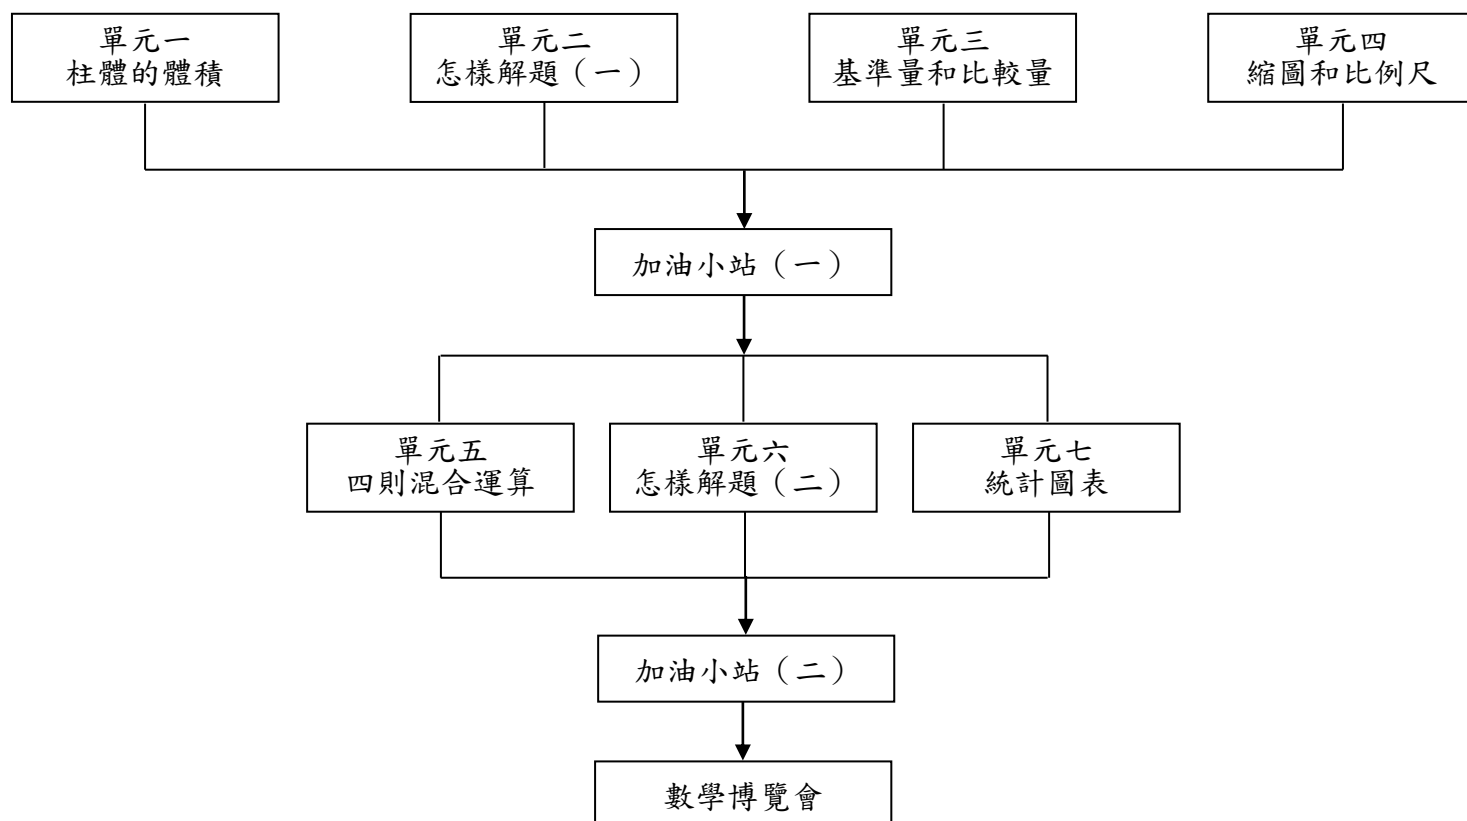 單元一
柱體的體積
單元二
怎樣解題（一）
單元三
基準量和比較量
單元四
縮圖和比例尺
加油小站（一）
單元五
四則混合運算
單元六
怎樣解題（二）
單元七
統計圖表
加油小站（二）
數學博覽會